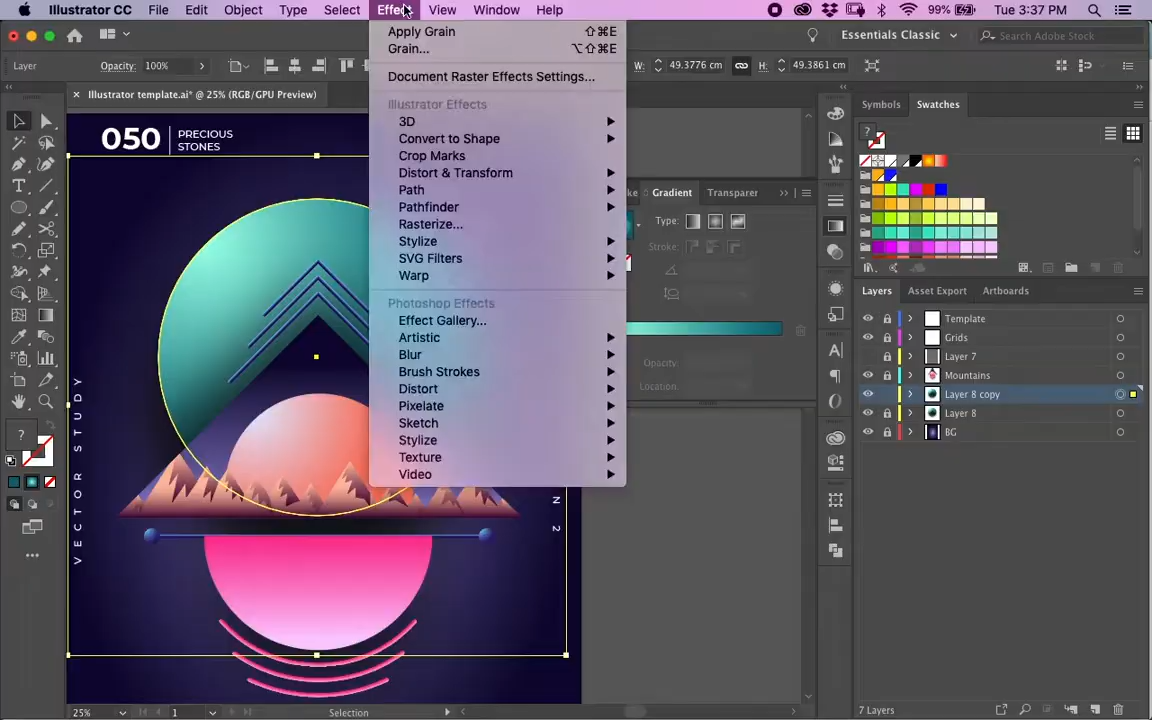 Illustrator CC File Edit Object Type Select Effect View Window Help 99% Tue 3:37 PM
Essentials Classic Search Adobe Stock
Layer Opacity: 100% W: 49.3776 cm H: 49.3861 cm
× Illustrator template.ai* @ 25% (RGB/GPU Preview)
Apply Grain ⇧⌘E
Grain... ⌥⇧⌘E
Document Raster Effects Settings...
Illustrator Effects
3D
Convert to Shape
Crop Marks
Distort & Transform
Path
Pathfinder
Rasterize...
Stylize
SVG Filters
Warp
Photoshop Effects
Effect Gallery...
Artistic
Blur
Brush Strokes
Distort
Pixelate
Sketch
Stylize
Texture
Video
050 PRECIOUS
STONES
VECTOR STUDY
N 2
ke Gradient Transparer
Type:
Stroke:
Opacity:
Location:
Symbols Swatches
Layers Asset Export Artboards
Template
Grids
Layer 7
Mountains
Layer 8 copy
Layer 8
BG
7 Layers
25% 1 Selection